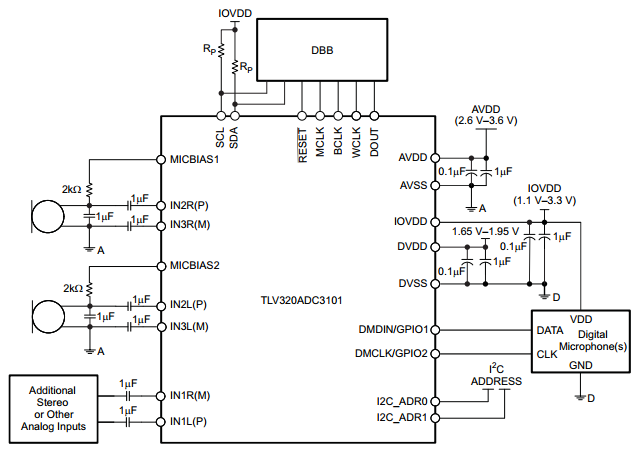 IOVDD
RP
RP
DBB
SCL
SDA
RESET
MCLK
BCLK
WCLK
DOUT
AVDD
(2.6 V–3.6 V)
MICBIAS1
AVDD
0.1μF
1μF
2kΩ
AVSS
A
IOVDD
(1.1 V–3.3 V)
1μF
IN2R(P)
1μF
1μF
IN3R(M)
IOVDD
A
1.65 V–1.95 V
0.1μF
1μF
DVDD
MICBIAS2
0.1μF
1μF
2kΩ
DVSS
D
TLV320ADC3101
1μF
IN2L(P)
1μF
1μF
IN3L(M)
A
DMDIN/GPIO1
DMCLK/GPIO2
VDD
DATA
Digital
Microphone(s)
CLK
GND
D
I2C
ADDRESS
Additional
Stereo
or Other
Analog Inputs
1μF
IN1R(M)
1μF
IN1L(P)
I2C_ADR0
I2C_ADR1